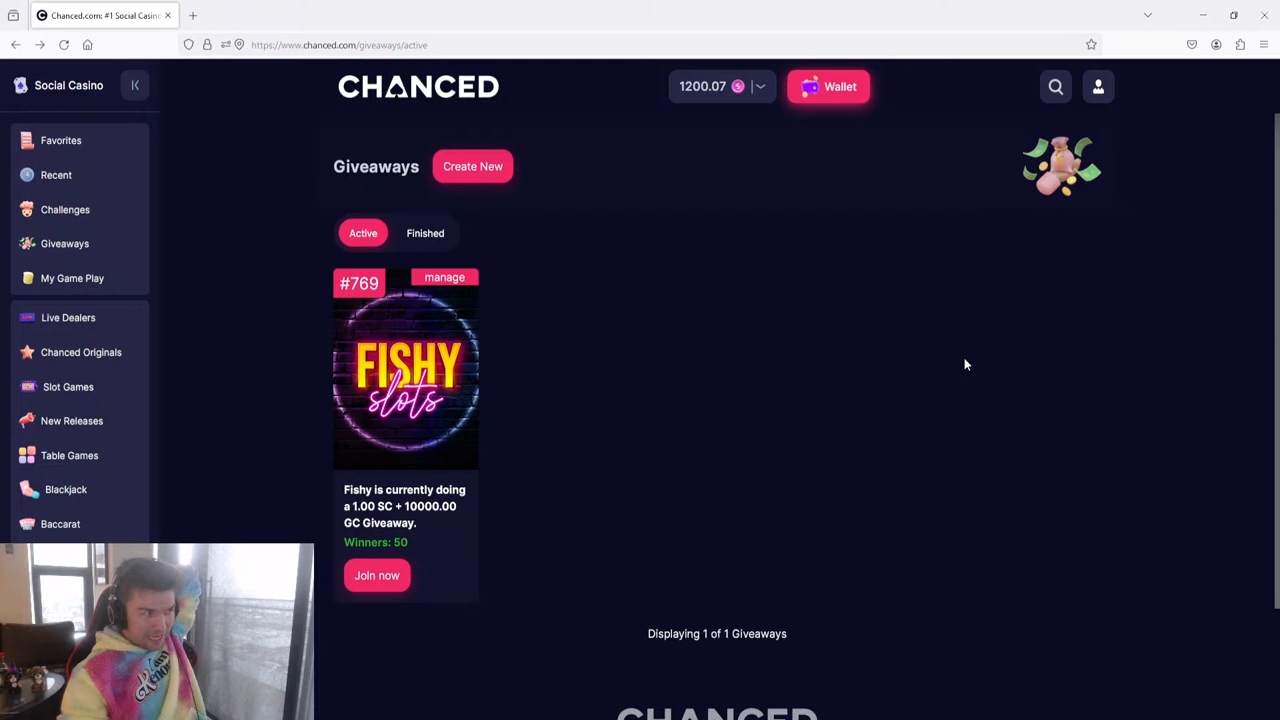 Chanced.com: #1 Social Casin
https://www.chanced.com/giveaways/active
Social Casino
CHANCED
1200.07
Wallet
Favorites
Recent
Challenges
Giveaways
My Game Play
Live Dealers
Chanced Originals
Slot Games
New Releases
Table Games
Blackjack
Baccarat
Giveaways
Create New
Active
Finished
#769
manage
FISHY
slots
Fishy is currently doing
a 1.00 SC + 10000.00
GC Giveaway.
Winners: 50
Join now
Displaying 1 of 1 Giveaways
CHANCED